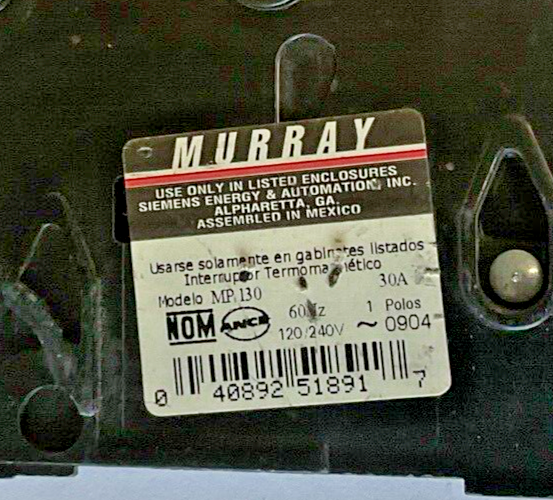 MURRAY
USE ONLY IN LISTED ENCLOSURES
SIEMENS ENERGY & AUTOMATION, INC.
ALPHARETTA, GA.
ASSEMBLED IN MEXICO
Usarse solamente en gabinetes listados
Interruptor Termomagnético
Modelo MP130 30A
NOM ANCE 60Hz 1 Polos
120/240V ~ 0904
0 40892 51891 7